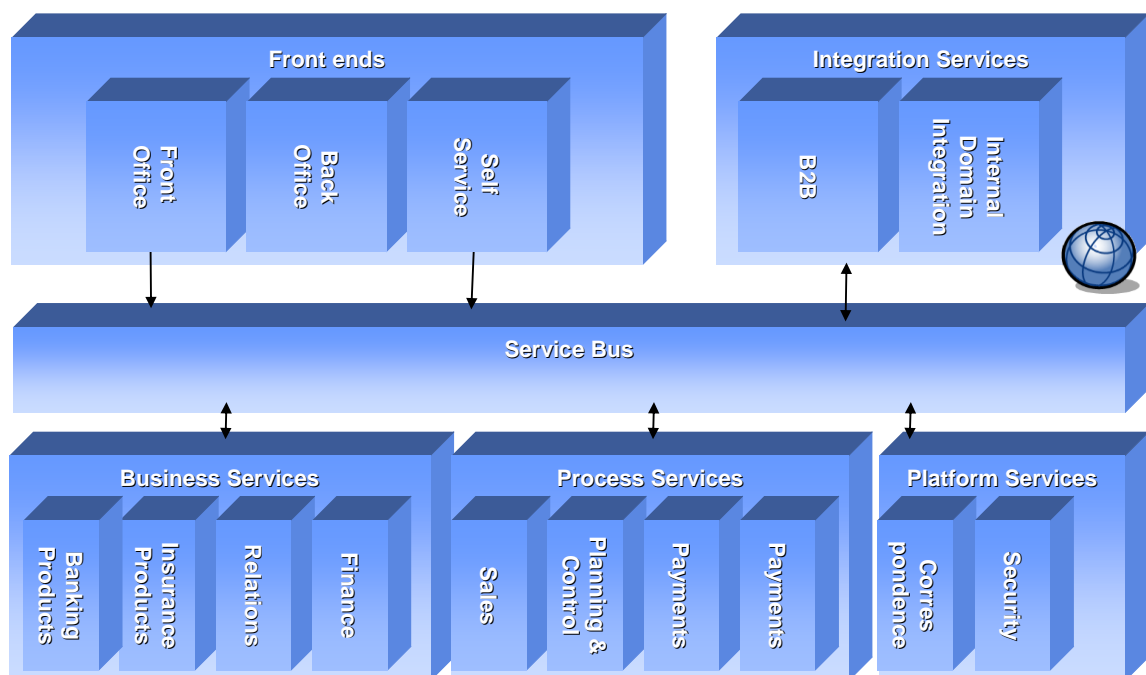 Front ends
Front
Office
Back
Office
Self
Service
Integration Services
B2B
Internal
Domain
Integration
Service Bus
Business Services
Banking
Products
Insurance
Products
Relations
Finance
Process Services
Sales
Planning &
Control
Payments
Payments
Platform Services
Corres
pondence
Security